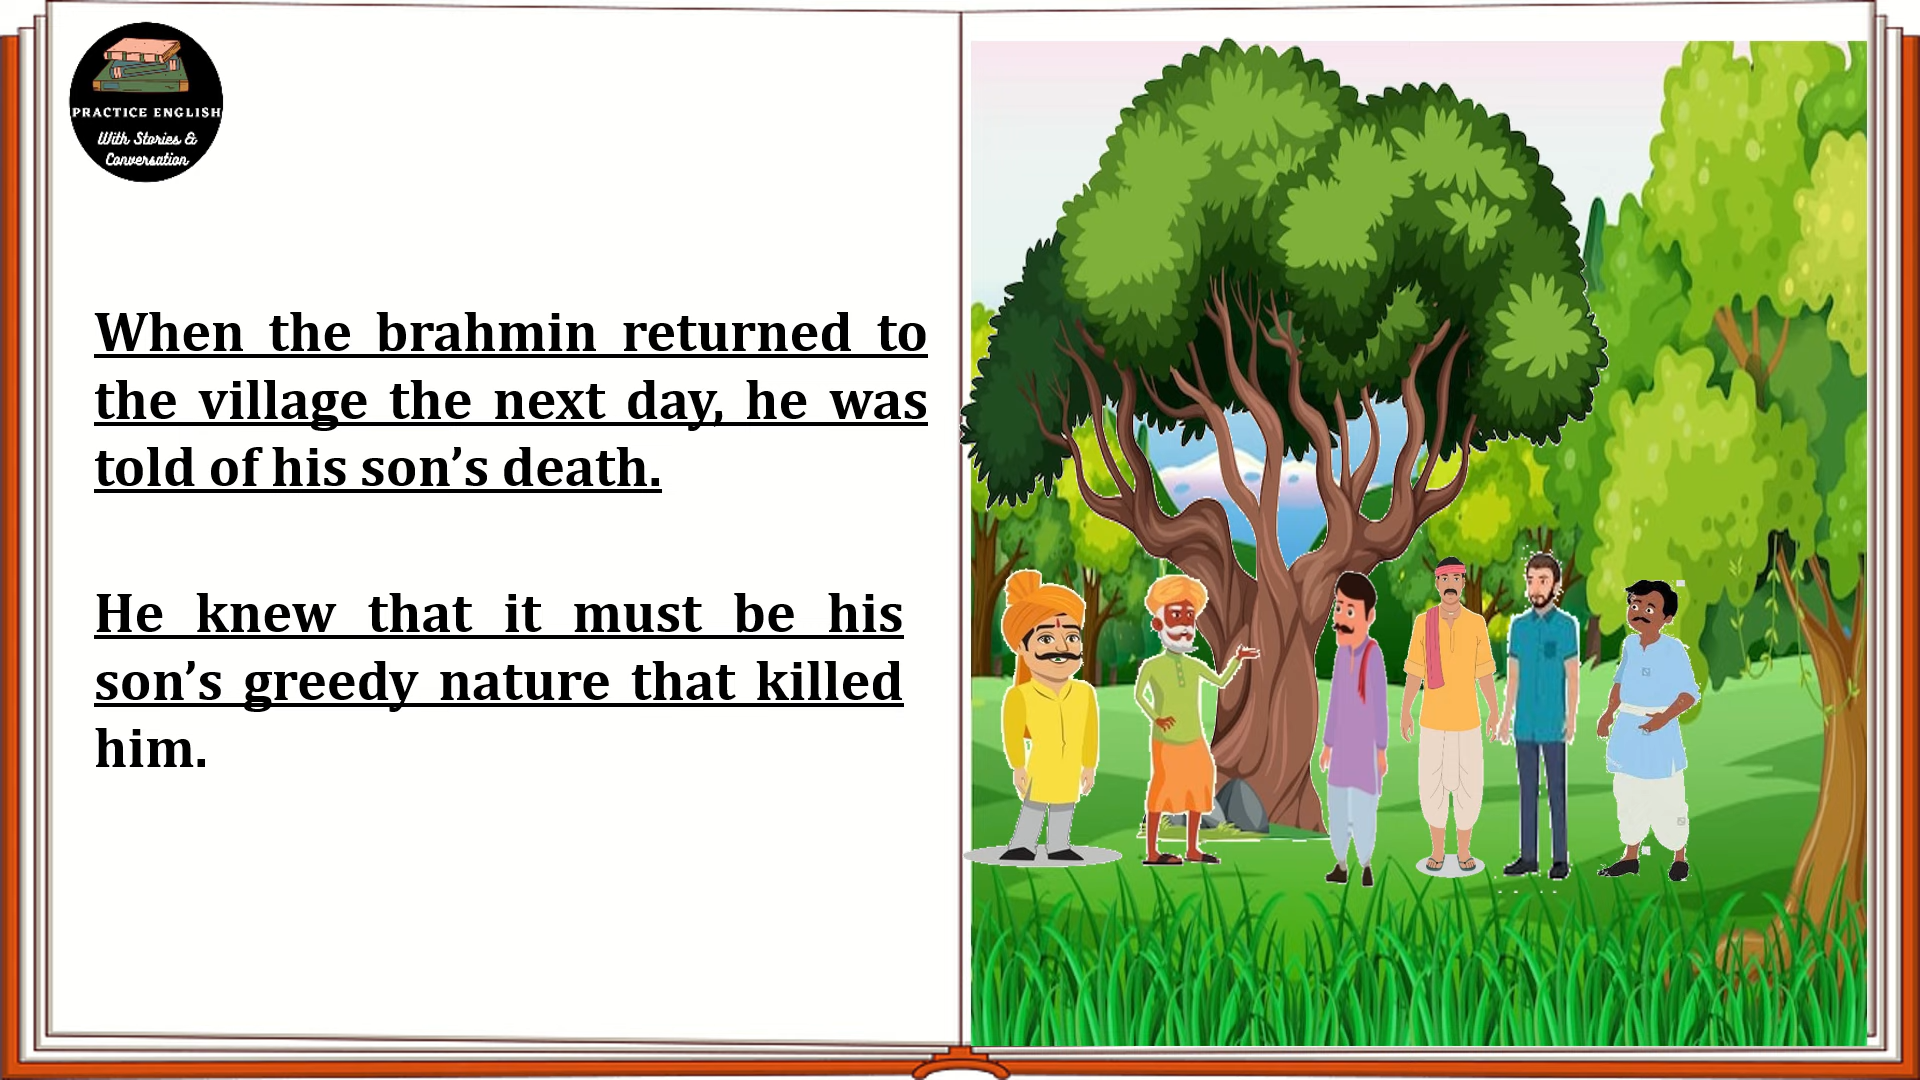 PRACTICE ENGLISH
With Stories &
Conversation
When the brahmin returned to
the village the next day, he was
told of his son’s death.
He knew that it must be his
son’s greedy nature that killed
him.